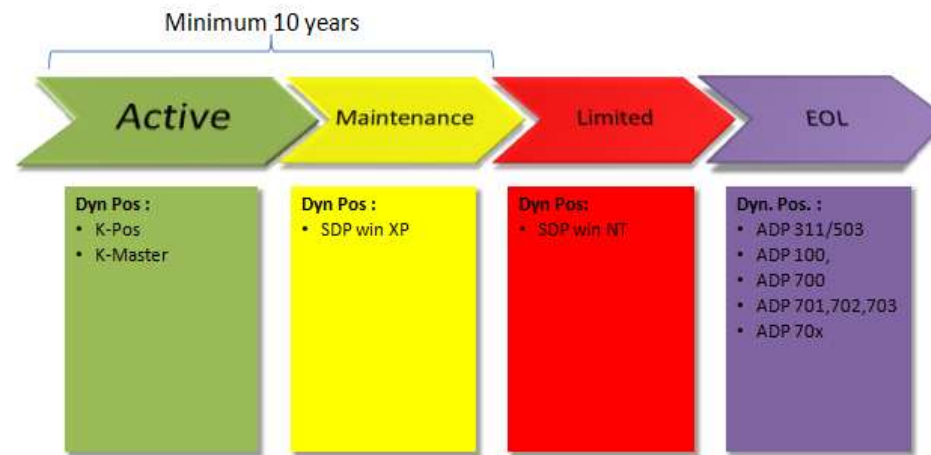 Minimum 10 years
Active
Maintenance
Limited
EOL
Dyn Pos :
• K-Pos
• K-Master
Dyn Pos :
• SDP win XP
Dyn Pos:
• SDP win NT
Dyn. Pos. :
• ADP 311/503
• ADP 100,
• ADP 700
• ADP 701,702,703
• ADP 70x